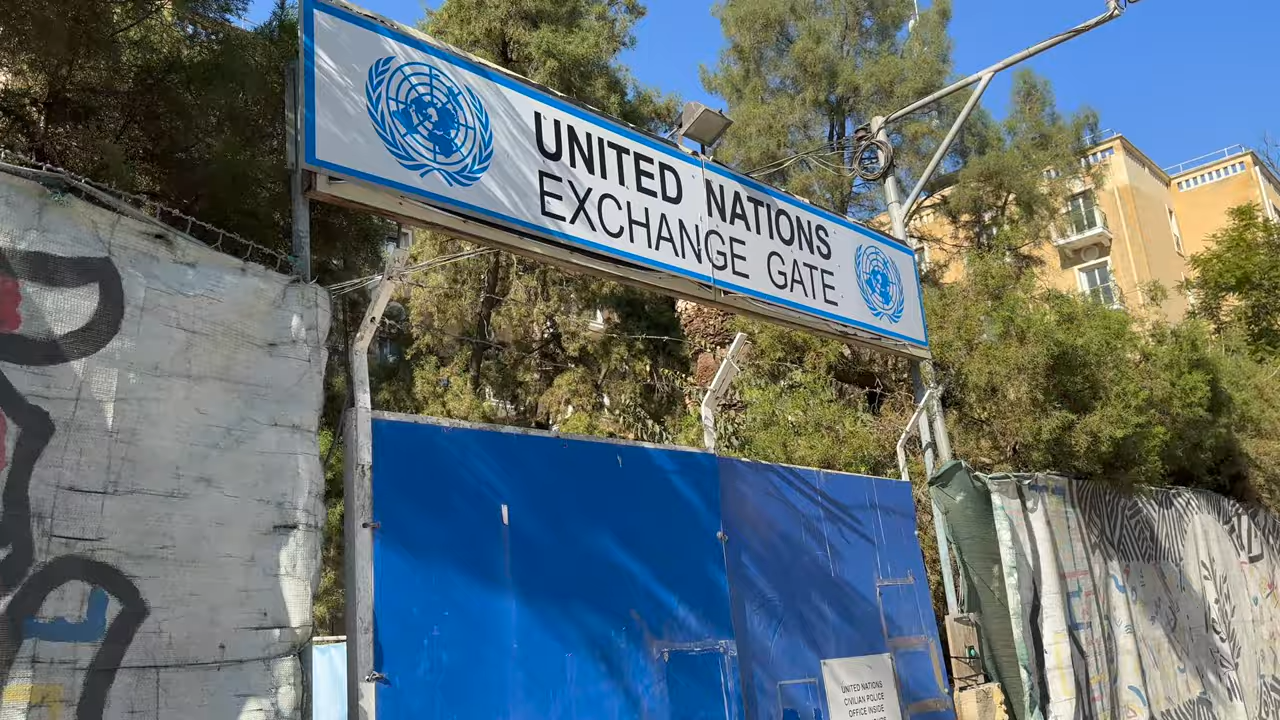 UNITED NATIONS
EXCHANGE GATE
UNITED NATIONS
CIVILIAN POLICE
OFFICE INSIDE